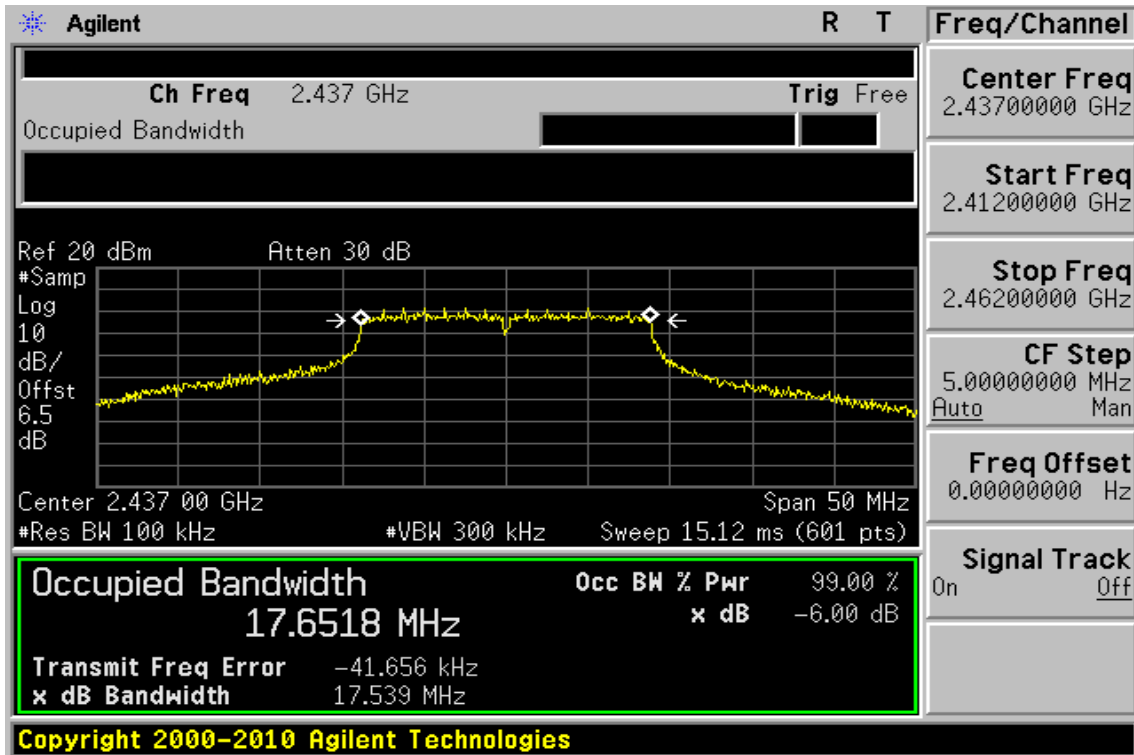 Agilent R T
Ch Freq 2.437 GHz Trig Free
Occupied Bandwidth
Ref 20 dBm Atten 30 dB
#Samp
Log
10
dB/
Offst
6.5
dB
Center 2.437 00 GHz Span 50 MHz
#Res BW 100 kHz #VBW 300 kHz Sweep 15.12 ms (601 pts)
Occupied Bandwidth
17.6518 MHz
Occ BW % Pwr 99.00 %
x dB -6.00 dB
Transmit Freq Error -41.656 kHz
x dB Bandwidth 17.539 MHz
Copyright 2000-2010 Agilent Technologies
Freq/Channel
Center Freq
2.43700000 GHz
Start Freq
2.41200000 GHz
Stop Freq
2.46200000 GHz
CF Step
5.00000000 MHz
Auto Man
Freq Offset
0.00000000 Hz
Signal Track
On Off